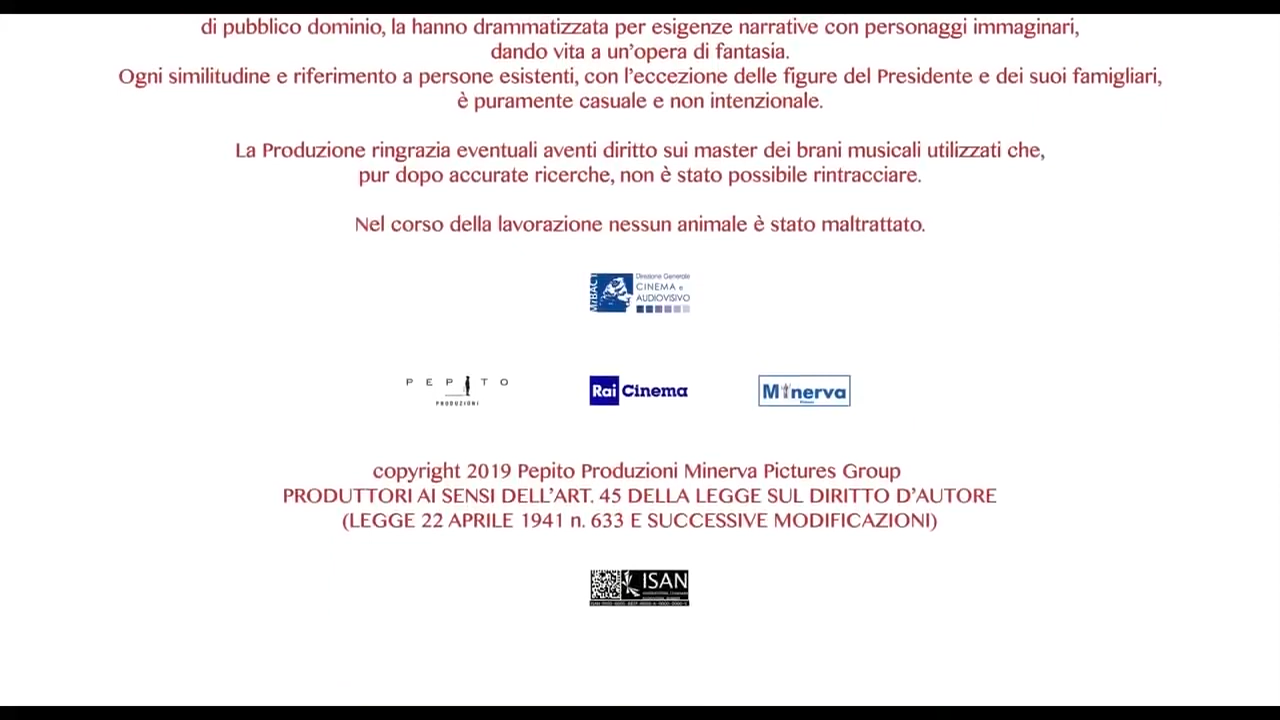 di pubblico dominio, la hanno drammatizzata per esigenze narrative con personaggi immaginari,
dando vita a un'opera di fantasia.
Ogni similitudine e riferimento a persone esistenti, con l'eccezione delle figure del Presidente e dei suoi famigliari,
è puramente casuale e non intenzionale.
La Produzione ringrazia eventuali aventi diritto sui master dei brani musicali utilizzati che,
pur dopo accurate ricerche, non è stato possibile rintracciare.
Nel corso della lavorazione nessun animale è stato maltrattato.
MiBACT
Direzione Generale
CINEMA e
AUDIOVISIVO
PEPITO
PRODUZIONI
Rai Cinema
Minerva
copyright 2019 Pepito Produzioni Minerva Pictures Group
PRODUTTORI AI SENSI DELL'ART. 45 DELLA LEGGE SUL DIRITTO D'AUTORE
(LEGGE 22 APRILE 1941 n. 633 E SUCCESSIVE MODIFICAZIONI)
ISAN